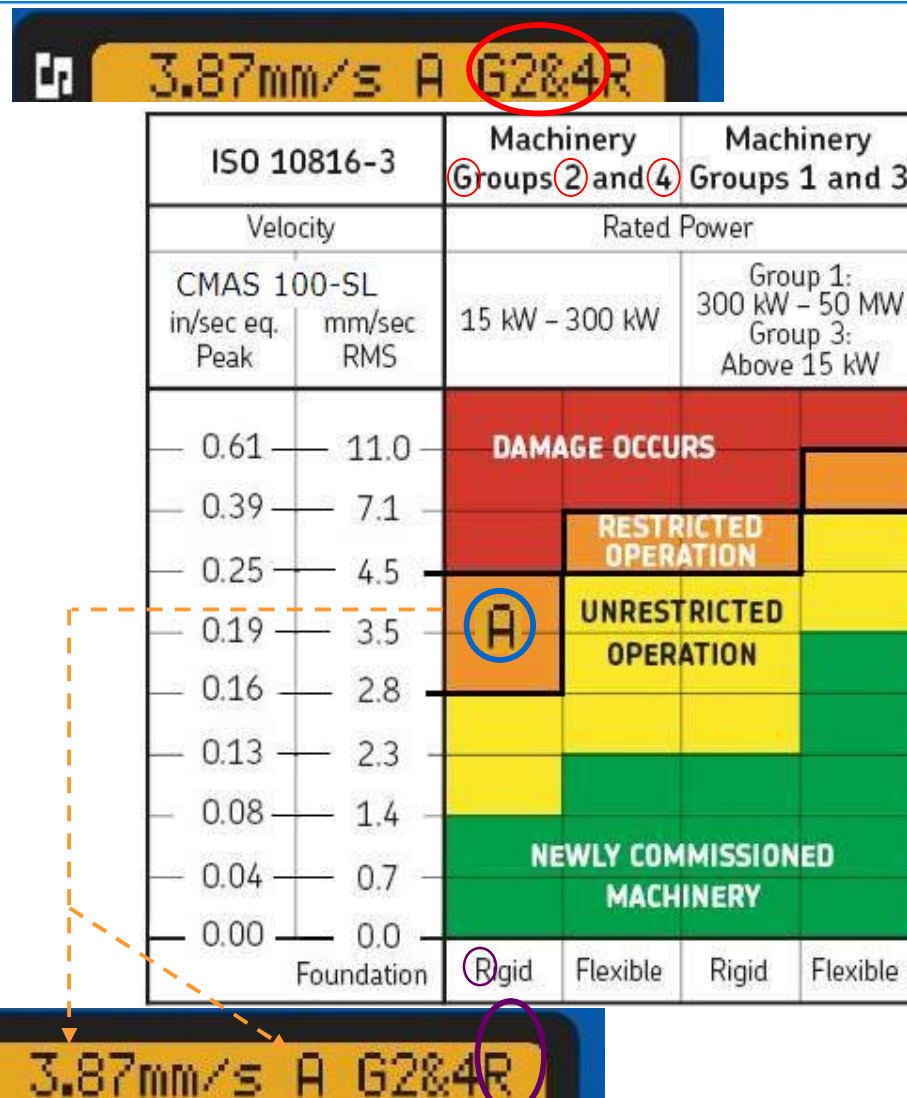 3.87mm/s A G2&4R
ISO 10816-3
Machinery Groups 2 and 4
Machinery Groups 1 and 3
Velocity
Rated Power
CMAS 100-SL
in/sec eq. Peak
mm/sec RMS
15 kW – 300 kW
Group 1:
300 kW – 50 MW
Group 3:
Above 15 kW
0.61 11.0
DAMAGE OCCURS
0.39 7.1
RESTRICTED
OPERATION
0.25 4.5
A
UNRESTRICTED
0.19 3.5
OPERATION
0.16 2.8
0.13 2.3
0.08 1.4
NEWLY COMMISSIONED
0.04 0.7
MACHINERY
0.00 0.0
Foundation Rigid Flexible Rigid Flexible
3.87mm/s A G2&4R